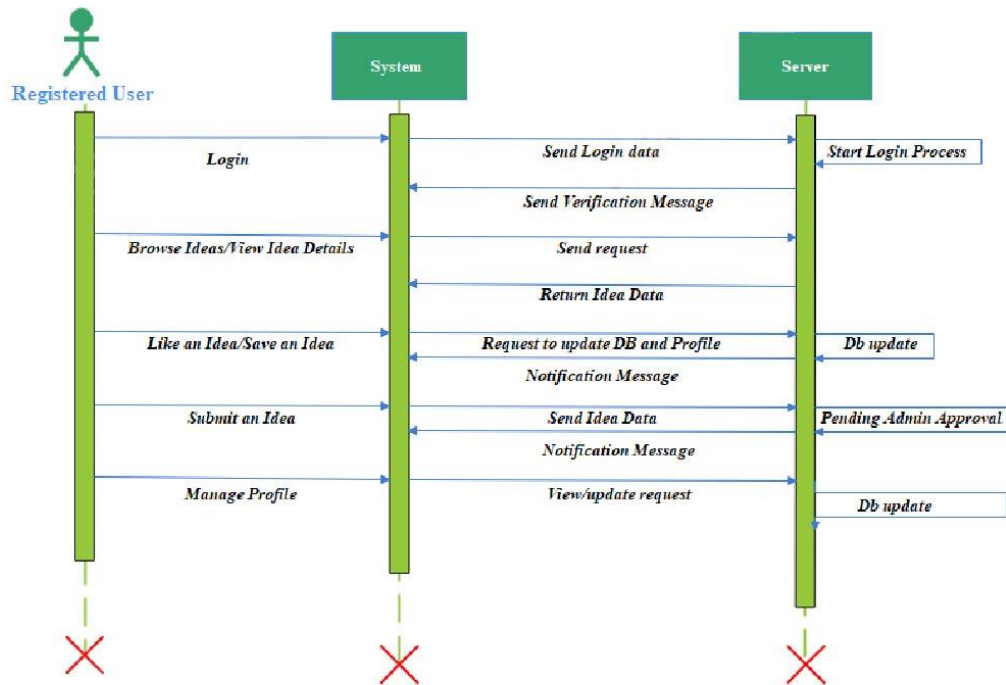 System
Server
Registered User
Login
Send Login data
Start Login Process
Send Verification Message
Browse Ideas/View Idea Details
Send request
Return Idea Data
Like an Idea/Save an Idea
Request to update DB and Profile
Db update
Notification Message
Submit an Idea
Send Idea Data
Pending Admin Approval
Notification Message
Manage Profile
View/update request
Db update